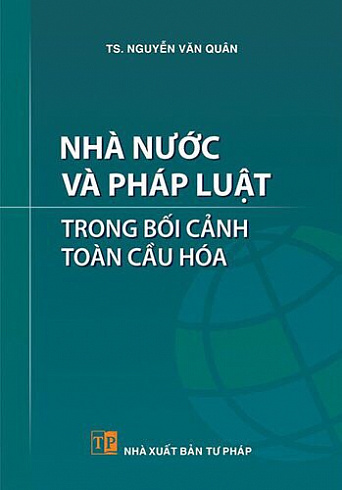 TS. NGUYỄN VĂN QUÂN
NHÀ NƯỚC
VÀ PHÁP LUẬT
TRONG BỐI CẢNH
TOÀN CẦU HÓA
TP NHÀ XUẤT BẢN TƯ PHÁP